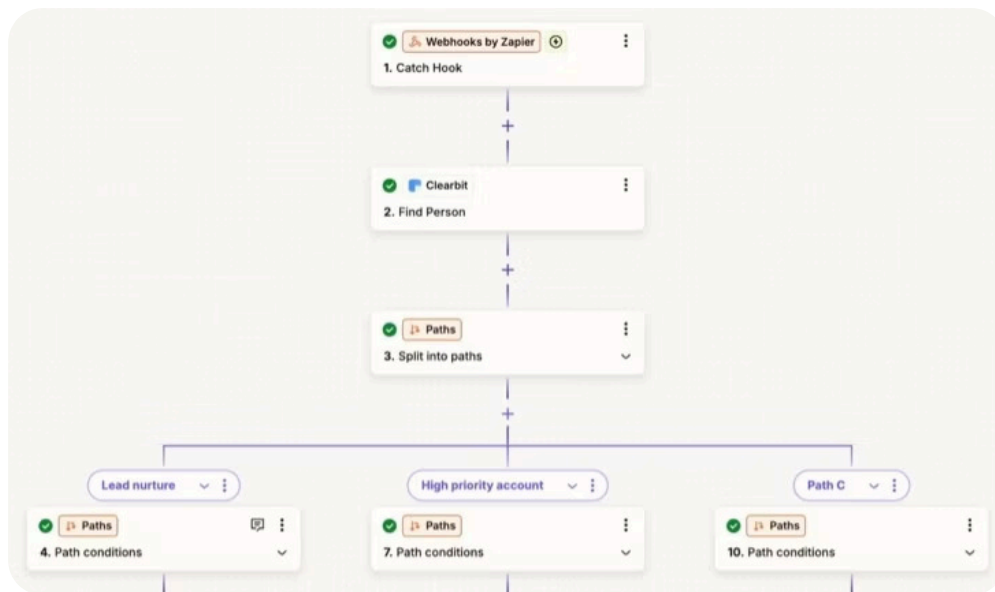 Webhooks by Zapier
1. Catch Hook
Clearbit
2. Find Person
Paths
3. Split into paths
Lead nurture
High priority account
Path C
Paths
4. Path conditions
Paths
7. Path conditions
Paths
10. Path conditions